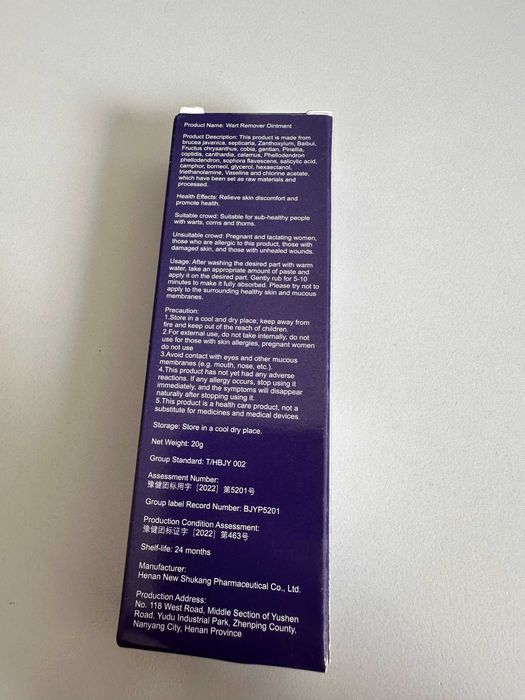 Product Name: Wart Remover Ointment
Product Description: This product is made from
brucea javanica, septicaria, Zanthoxylum, Baibui,
Fructus chrysanthus, cobia, gentian, Pinellia,
coptidis, cantharidia, calamus, Phellodendron
phellodendron, sophora flavescens, salicylic acid,
camphor, borneol, glycerol, hexaectanol,
triethanolamine, Vaseline and chlorine acetate,
which have been set as raw materials and
processed.
Health Effects: Relieve skin discomfort and
promote health.
Suitable crowd: Suitable for sub-healthy people
with warts, corns and thorns.
Unsuitable crowd: Pregnant and lactating women,
those who are allergic to this product, those with
damaged skin, and those with unhealed wounds.
Usage: After washing the desired part with warm
water, take an appropriate amount of paste and
apply it on the desired part. Gently rub for 5-10
minutes to make it fully absorbed. Please try not to
apply to the surrounding healthy skin and mucous
membranes.
Precaution:
1.Store in a cool and dry place; keep away from
fire and keep out of the reach of children.
2.For external use, do not take internally, do not
use for those with skin allergies, pregnant women
do not use
3.Avoid contact with eyes and other mucous
membranes (e.g. mouth, nose, etc.).
4.This product has not yet had any adverse
reactions. If any allergy occurs, stop using it
immediately, and the symptoms will disappear
naturally after stopping using it.
5.This product is a health care product, not a
substitute for medicines and medical devices.
Storage: Store in a cool dry place.
Net Weight: 20g
Group Standard: T/HBJY 002
Assessment Number:
豫健团标用字［2022］第5201号
Group label Record Number: BJYP5201
Production Condition Assessment:
豫健团标证字［2022］第463号
Shelf-life: 24 months
Manufacturer:
Henan New Shukang Pharmaceutical Co., Ltd.
Production Address:
No. 118 West Road, Middle Section of Yushen
Road, Yudu Industrial Park, Zhenping County,
Nanyang City, Henan Province